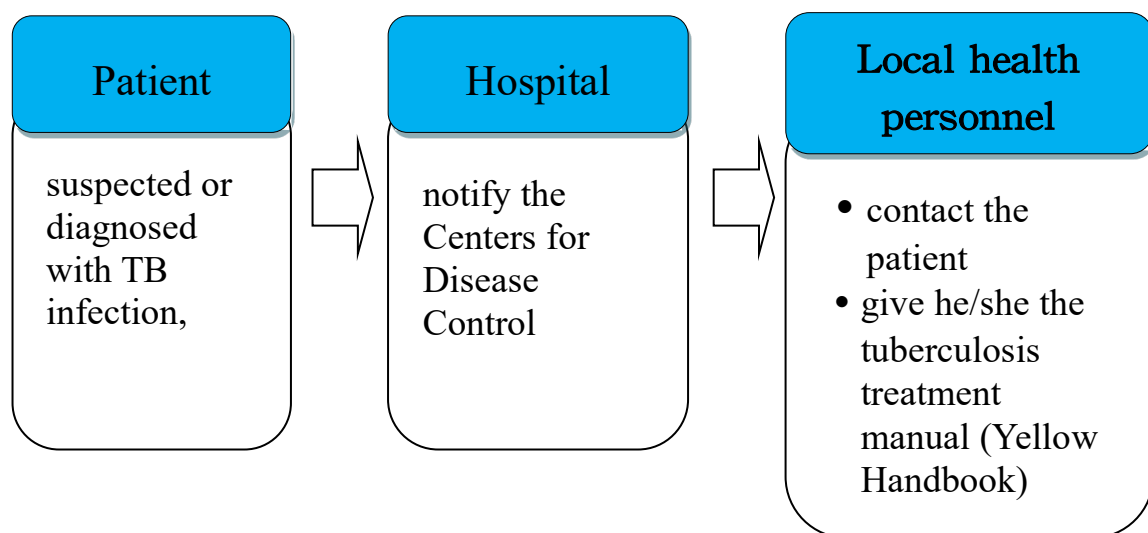 Patient
suspected or
diagnosed
with TB
infection,
Hospital
notify the
Centers for
Disease
Control
Local health
personnel
• contact the
patient
• give he/she the
tuberculosis
treatment
manual (Yellow
Handbook)